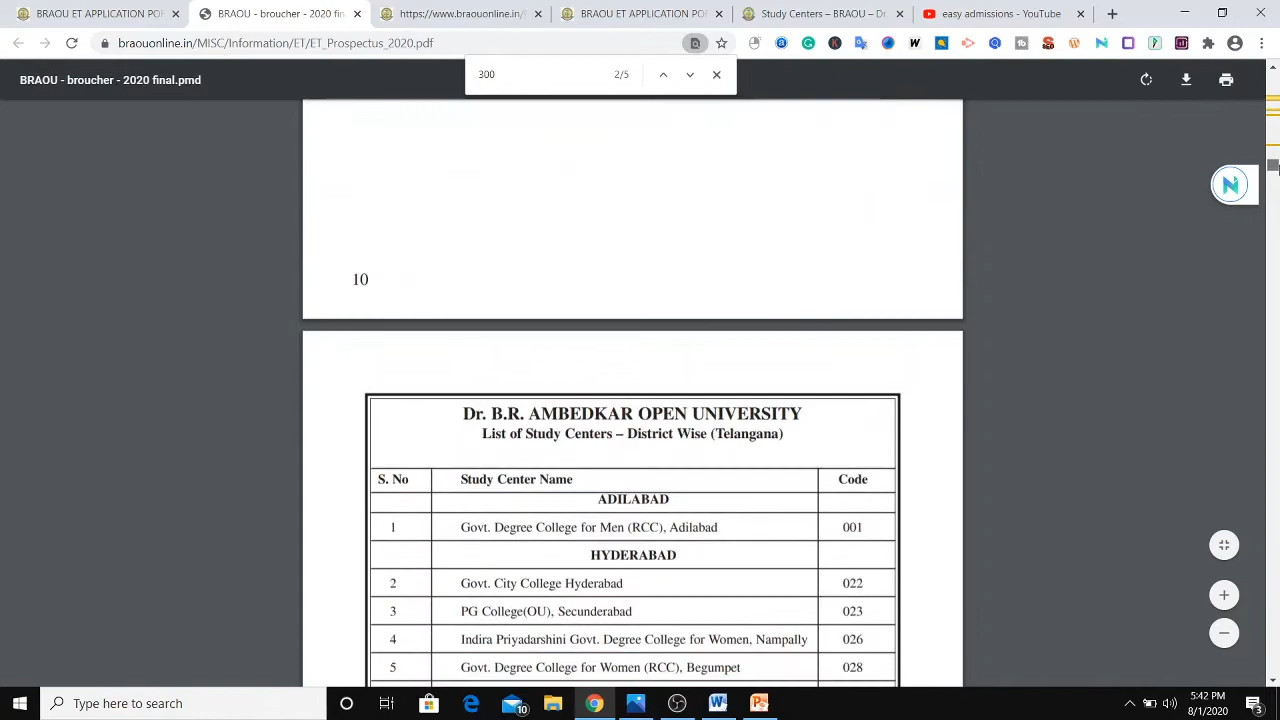 BRAOU ET APPLICATION POR
BRAOU - broucher - 2020 fin
https://www.braouonline.in/E
BRAOU ET APPLICATION POR
Study Centers – BRAOU – Dr
easy admissions - YouTube
braouonline.in/MISC/Information/ET/ET_Prospectus_2020.pdf
300 2/5
BRAOU - broucher - 2020 final.pmd
10
Dr. B.R. AMBEDKAR OPEN UNIVERSITY
List of Study Centers – District Wise (Telangana)
S. No Study Center Name Code
ADILABAD
1 Govt. Degree College for Men (RCC), Adilabad 001
HYDERABAD
2 Govt. City College Hyderabad 022
3 PG College(OU), Secunderabad 023
4 Indira Priyadarshini Govt. Degree College for Women, Nampally 026
5 Govt. Degree College for Women (RCC), Begumpet 028
Type here to search
10
5:42 PM
8/1/2020
3